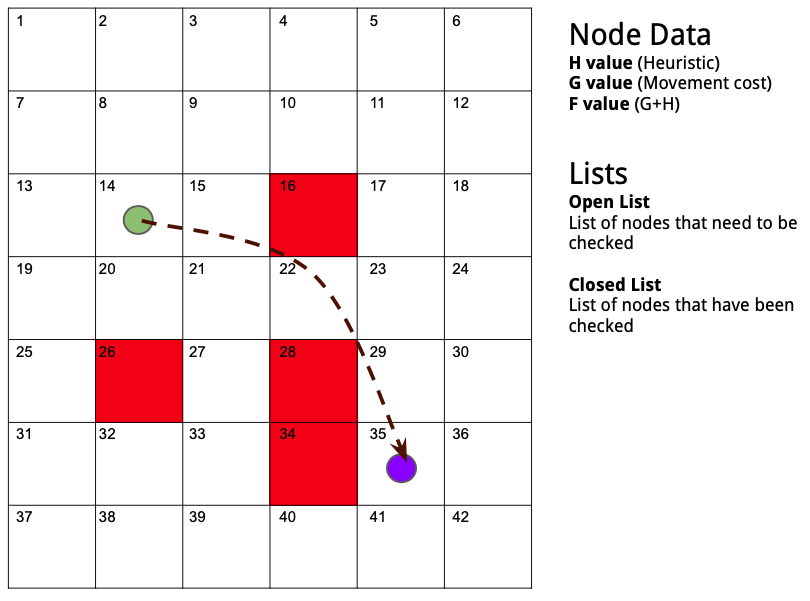 1 2 3 4 5 6
7 8 9 10 11 12
13 14 15 16 17 18
19 20 21 22 23 24
25 26 27 28 29 30
31 32 33 34 35 36
37 38 39 40 41 42
Node Data
H value (Heuristic)
G value (Movement cost)
F value (G+H)
Lists
Open List
List of nodes that need to be
checked
Closed List
List of nodes that have been
checked